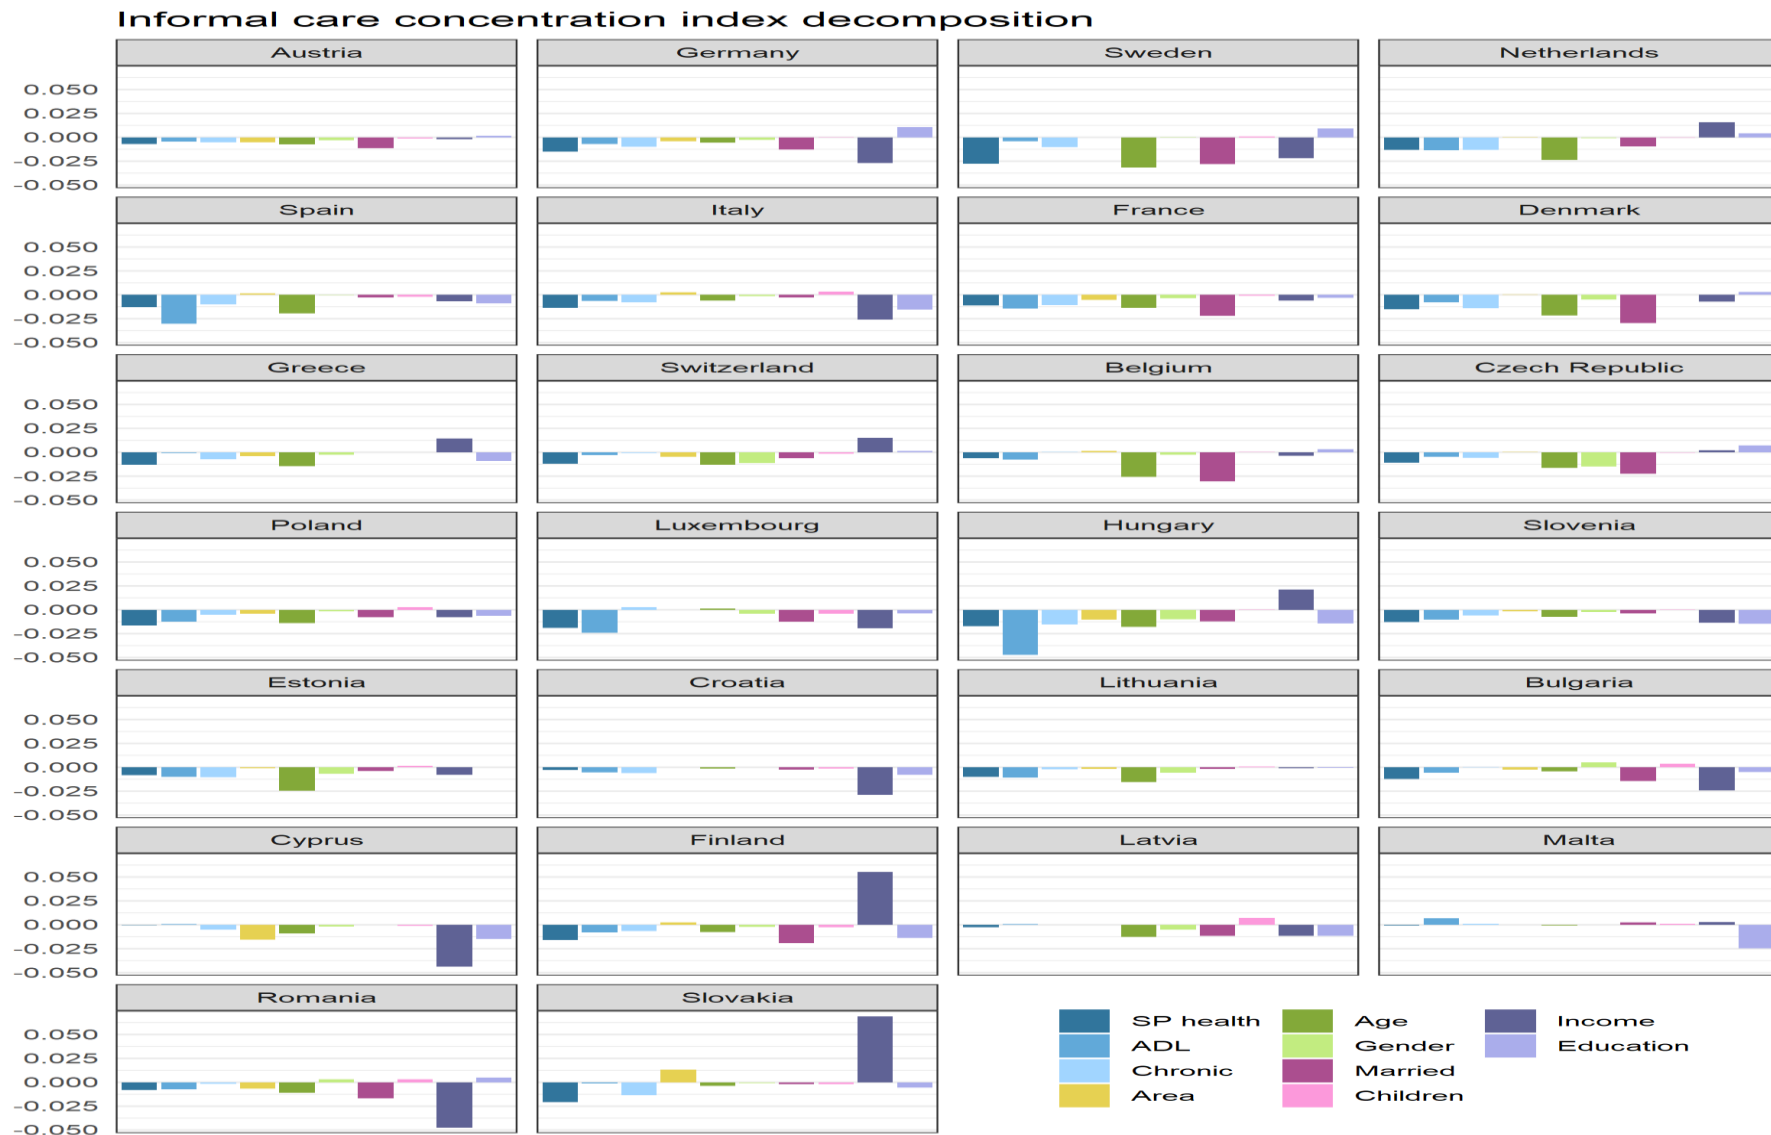 Informal care concentration index decomposition
Austria Germany Sweden Netherlands
0.050
0.025
0.000
-0.025
-0.050
Spain Italy France Denmark
0.050
0.025
0.000
-0.025
-0.050
Greece Switzerland Belgium Czech Republic
0.050
0.025
0.000
-0.025
-0.050
Poland Luxembourg Hungary Slovenia
0.050
0.025
0.000
-0.025
-0.050
Estonia Croatia Lithuania Bulgaria
0.050
0.025
0.000
-0.025
-0.050
Cyprus Finland Latvia Malta
0.050
0.025
0.000
-0.025
-0.050
Romania Slovakia
0.050
0.025
0.000
-0.025
-0.050
SP health Age Income
ADL Gender Education
Chronic Married
Area Children